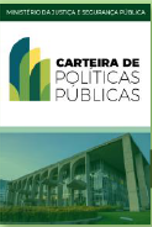 MINISTÉRIO DA JUSTIÇA E SEGURANÇA PÚBLICA
CARTEIRA DE
POLÍTICAS
PÚBLICAS